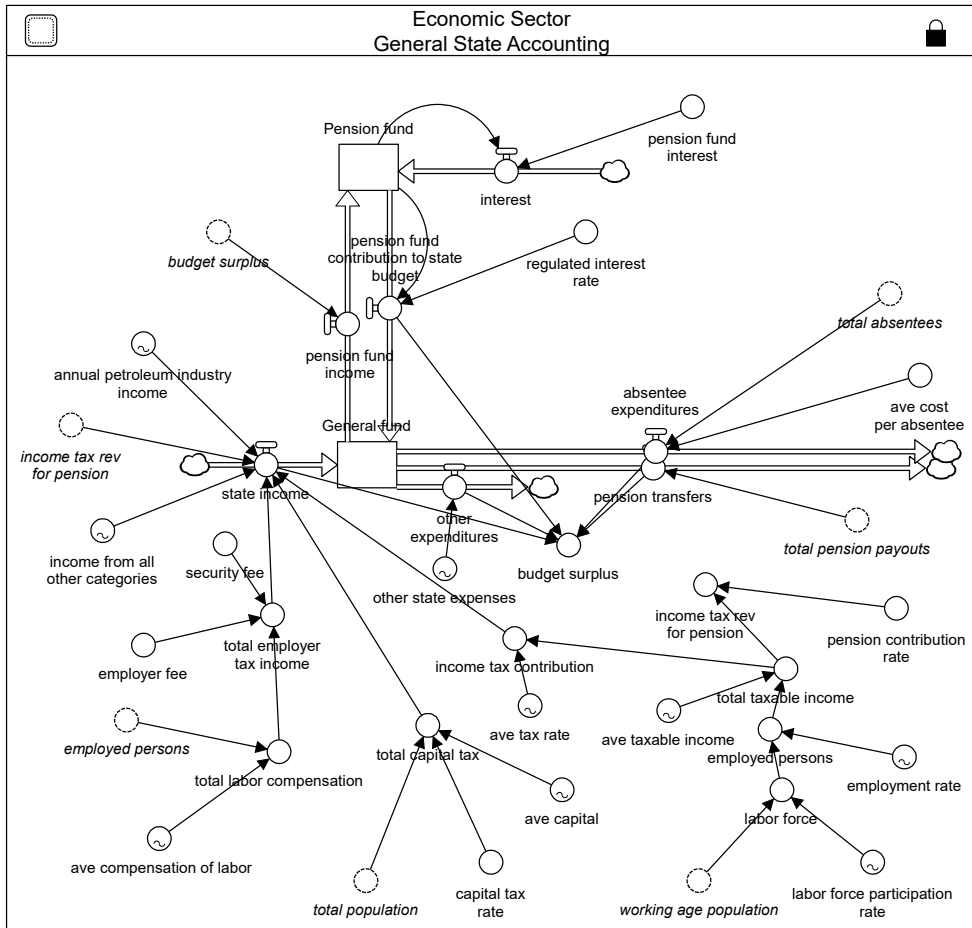 Economic Sector
General State Accounting
Pension fund
pension fund
interest
interest
budget surplus
pension fund
contribution to state
budget
regulated interest
rate
total absentees
annual petroleum industry
income
pension fund
income
absentee
expenditures
ave cost
per absentee
income tax rev
for pension
General fund
state income
pension transfers
other
expenditures
income from all
other categories
security fee
other state expenses
budget surplus
total pension payouts
employer fee
total employer
tax income
income tax contribution
income tax rev
for pension
pension contribution
rate
total taxable income
employed persons
total labor compensation
total capital tax
ave tax rate
ave taxable income
employed persons
employment rate
ave capital
labor force
ave compensation of labor
total population
capital tax
rate
working age population
labor force participation
rate